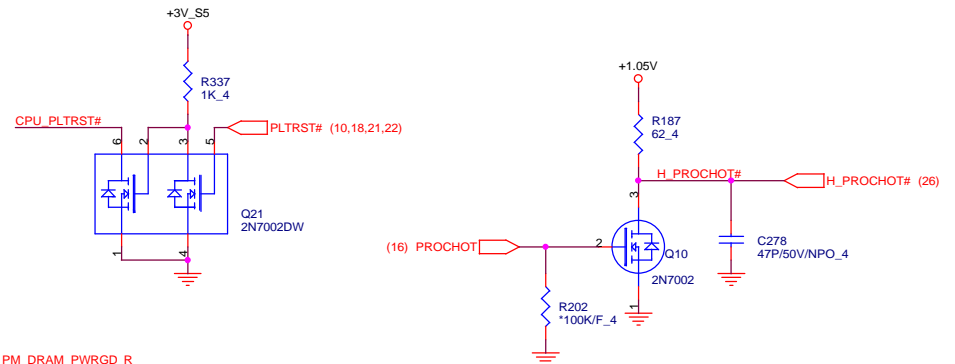 +3V_S5
R337
1K_4
CPU_PLTRST#
6
2
3
5
PLTRST# (10,18,21,22)
Q21
2N7002DW
1
4
+1.05V
R187
62_4
H_PROCHOT#
H_PROCHOT# (26)
3
(16) PROCHOT
2
Q10
2N7002
1
C278
47P/50V/NPO_4
R202
*100K/F_4
PM_DRAM_PWRGD_R